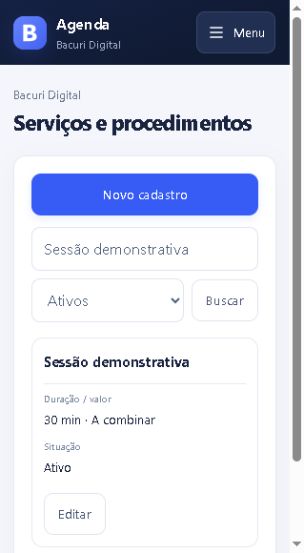 B
Agenda
Bacuri Digital
☰ Menu
Bacuri Digital
Serviços e procedimentos
Novo cadastro
Sessão demonstrativa
Ativos
Buscar
Sessão demonstrativa
Duração / valor
30 min · A combinar
Situação
Ativo
Editar